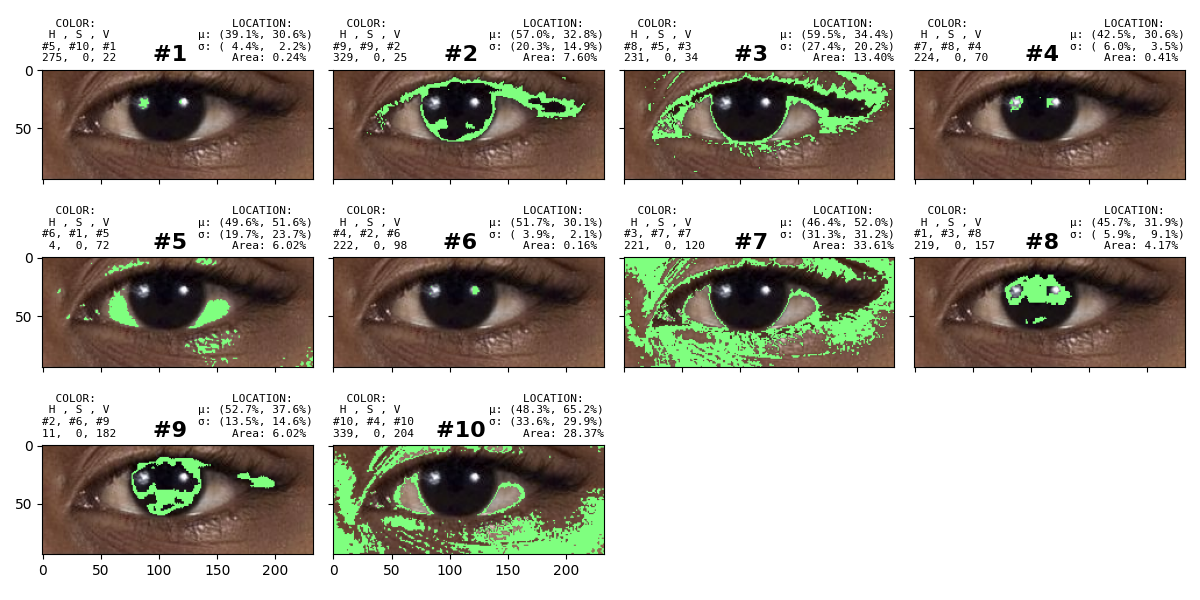 COLOR: LOCATION: COLOR: LOCATION: COLOR: LOCATION: COLOR: LOCATION:
H , S , V μ: (39.1%, 30.6%) H , S , V μ: (57.0%, 32.8%) H , S , V μ: (59.5%, 34.4%) H , S , V μ: (42.5%, 30.6%)
#5, #10, #1 #1 σ: ( 4.4%, 2.2%) #9, #9, #2 #2 σ: (20.3%, 14.9%) #8, #5, #3 #3 σ: (27.4%, 20.2%) #7, #8, #4 #4 σ: ( 6.0%, 3.5%)
275, 0, 22 Area: 0.24% 329, 0, 25 Area: 7.60% 231, 0, 34 Area: 13.40% 224, 0, 70 Area: 0.41%
0
50
COLOR: LOCATION: COLOR: LOCATION: COLOR: LOCATION: COLOR: LOCATION:
H , S , V μ: (49.6%, 51.6%) H , S , V μ: (51.7%, 30.1%) H , S , V μ: (46.4%, 52.0%) H , S , V μ: (45.7%, 31.9%)
#6, #1, #5 #5 σ: (19.7%, 23.7%) #4, #2, #6 #6 σ: ( 3.9%, 2.1%) #3, #7, #7 #7 σ: (31.3%, 31.2%) #1, #3, #8 #8 σ: ( 5.9%, 9.1%)
4, 0, 72 Area: 6.02% 222, 0, 98 Area: 0.16% 221, 0, 120 Area: 33.61% 219, 0, 157 Area: 4.17%
0
50
COLOR: LOCATION: COLOR: LOCATION:
H , S , V μ: (52.7%, 37.6%) H , S , V μ: (48.3%, 65.2%)
#2, #6, #9 #9 σ: (13.5%, 14.6%) #10, #4, #10 #10 σ: (33.6%, 29.9%)
11, 0, 182 Area: 6.02% 339, 0, 204 Area: 28.37%
0
50
0 50 100 150 200 0 50 100 150 200